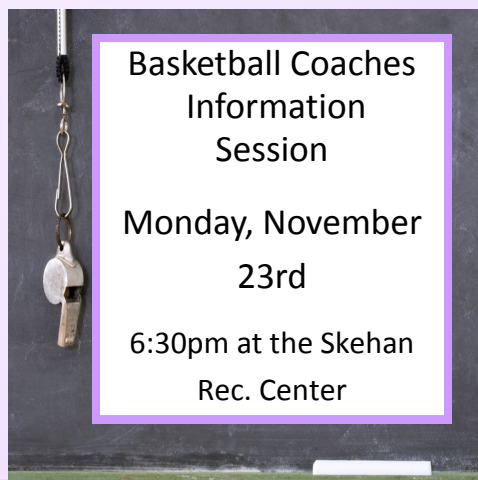 Basketball Coaches
Information
Session
Monday, November
23rd
6:30pm at the Skehan
Rec. Center